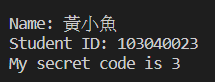 Name: 黃小魚
Student ID: 103040023
My secret code is 3